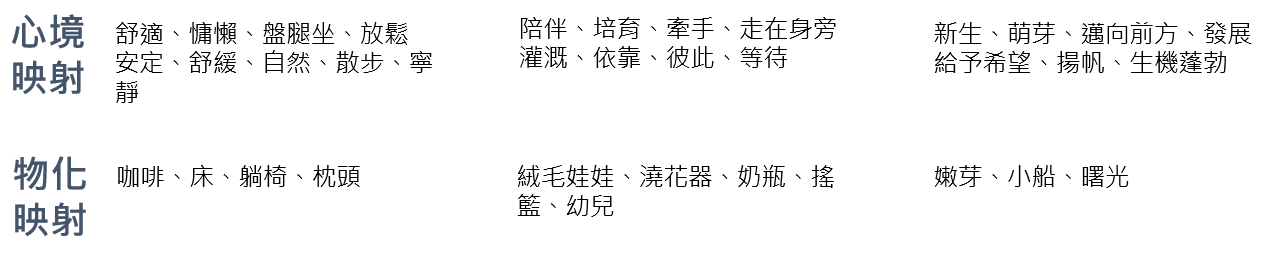 心境
映射
舒適、慵懶、盤腿坐、放鬆
安定、舒緩、自然、散步、寧
靜
陪伴、培育、牽手、走在身旁
灌溉、依靠、彼此、等待
新生、萌芽、邁向前方、發展
給予希望、揚帆、生機蓬勃
物化
映射
咖啡、床、躺椅、枕頭
絨毛娃娃、澆花器、奶瓶、搖
籃、幼兒
嫩芽、小船、曙光